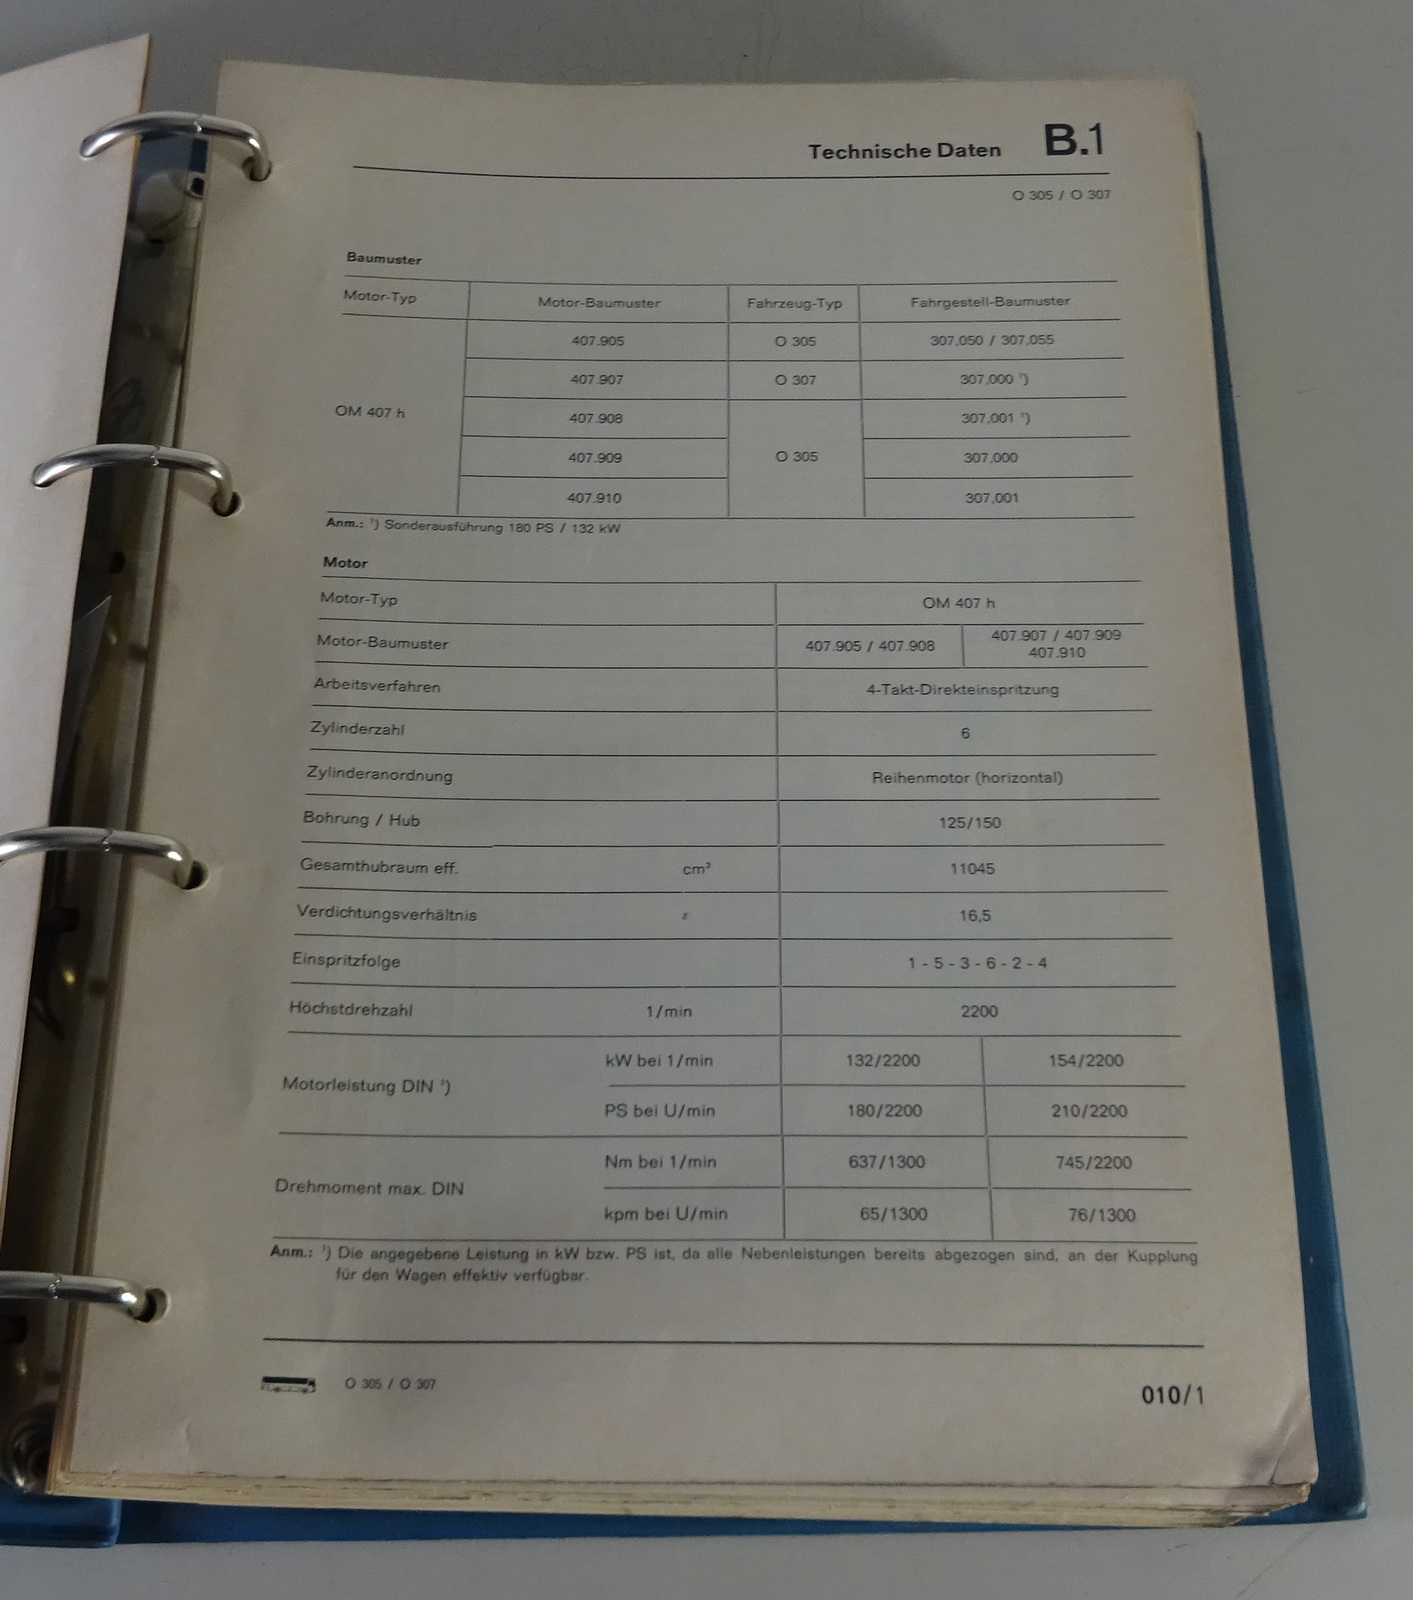 Technische Daten B.1
O 305 / O 307
Baumuster
Motor-Typ Motor-Baumuster Fahrzeug-Typ Fahrgestell-Baumuster
407.905 O 305 307,050 / 307,055
407.907 O 307 307,000 ¹)
OM 407 h 407.908 307,001 ¹)
407.909 O 305 307,000
407.910 307,001
Anm.: ¹) Sonderausführung 180 PS / 132 kW
Motor
Motor-Typ OM 407 h
Motor-Baumuster 407.905 / 407.908 407.907 / 407.909
407.910
Arbeitsverfahren 4-Takt-Direkteinspritzung
Zylinderzahl 6
Zylinderanordnung Reihenmotor (horizontal)
Bohrung / Hub 125/150
Gesamthubraum eff. cm³ 11045
Verdichtungsverhältnis ε 16,5
Einspritzfolge 1 - 5 - 3 - 6 - 2 - 4
Höchstdrehzahl 1/min 2200
kW bei 1/min 132/2200 154/2200
Motorleistung DIN ¹)
PS bei U/min 180/2200 210/2200
Nm bei 1/min 637/1300 745/2200
Drehmoment max. DIN
kpm bei U/min 65/1300 76/1300
Anm.: ¹) Die angegebene Leistung in kW bzw. PS ist, da alle Nebenleistungen bereits abgezogen sind, an der Kupplung
für den Wagen effektiv verfügbar.
O 305 / O 307
010/1